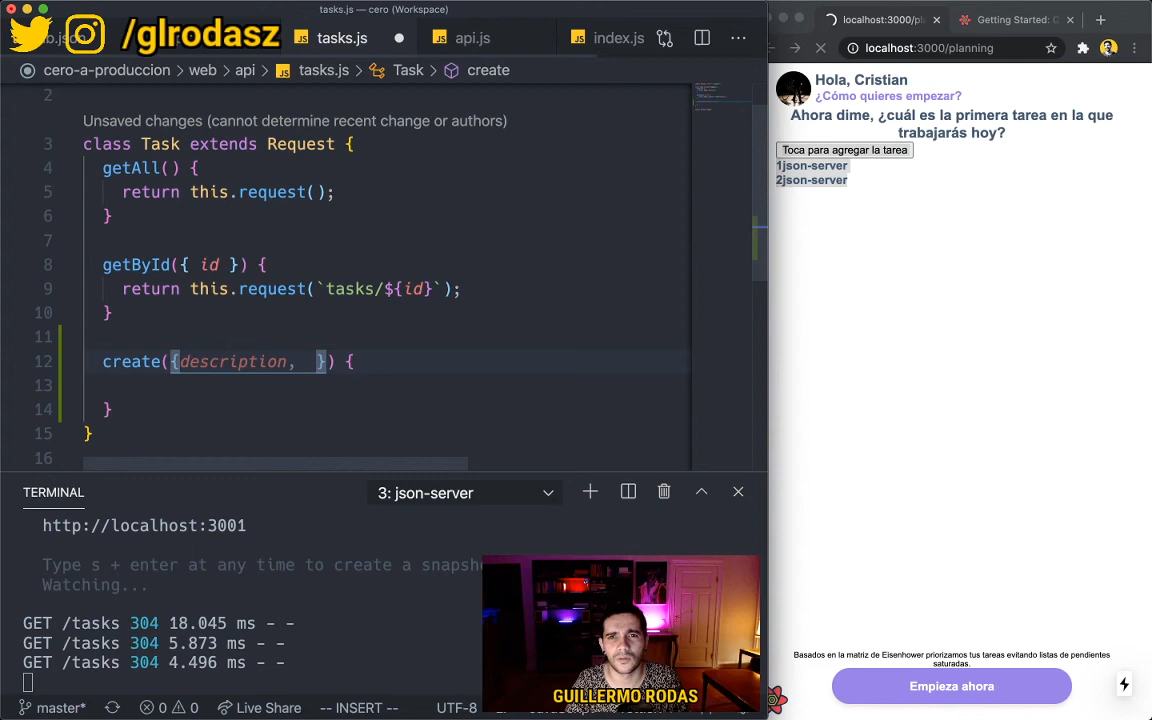 tasks.js — cero (Workspace)
/glrodasz
tasks.js
api.js
index.js
cero-a-produccion > web > api > tasks.js > Task > create
2
Unsaved changes (cannot determine recent change or authors)
3 class Task extends Request {
4 getAll() {
5 return this.request();
6 }
7
8 getById({ id }) {
9 return this.request(`tasks/${id}`);
10 }
11
12 create({description, }) {
13
14 }
15 }
16
TERMINAL
3: json-server
http://localhost:3001
Type s + enter at any time to create a snapsh
Watching...
GET /tasks 304 18.045 ms - -
GET /tasks 304 5.873 ms - -
GET /tasks 304 4.496 ms - -
GUILLERMO RODAS
master*
0
0
Live Share
-- INSERT --
UTF-8
localhost:3000/pl
Getting Started: C
localhost:3000/planning
Hola, Cristian
¿Cómo quieres empezar?
Ahora dime, ¿cuál es la primera tarea en la que
trabajarás hoy?
Toca para agregar la tarea
1json-server
2json-server
Basados en la matriz de Eisenhower priorizamos tus tareas evitando listas de pendientes
saturadas.
Empieza ahora